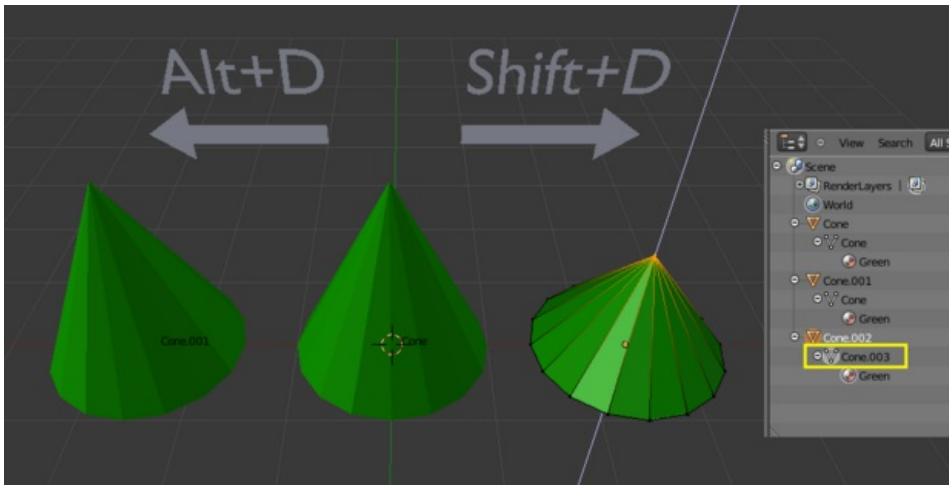 Alt+D
Shift+D
View Search All S
Scene
RenderLayers |
World
Cone
Cone
Green
Cone.001
Cone
Green
Cone.002
Cone.003
Green
Cone.001
Cone